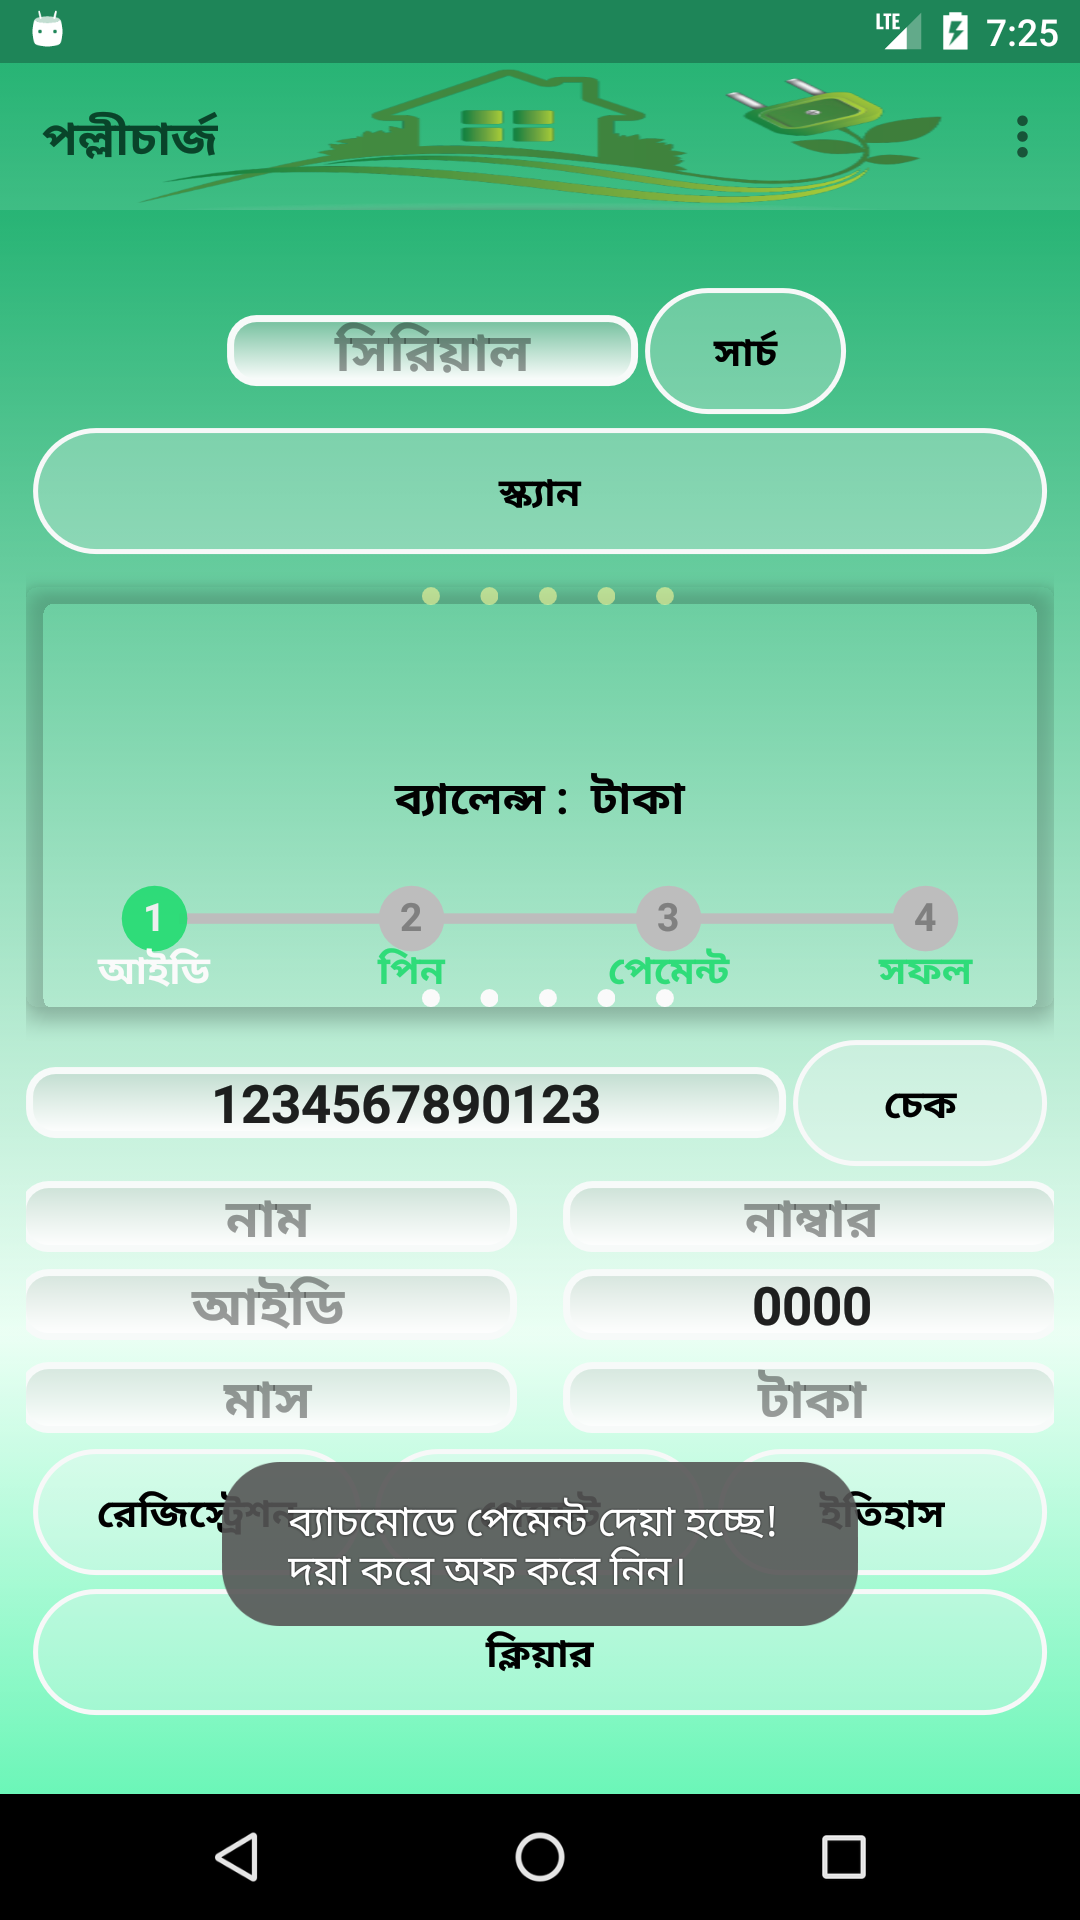 LTE 7:25
পল্লীচার্জ
সিরিয়াল সার্চ
স্ক্যান
ব্যালেন্স : টাকা
1 2 3 4
আইডি পিন পেমেন্ট সফল
1234567890123 চেক
নাম নাম্বার
আইডি 0000
মাস টাকা
রেজিস্ট্রেশন পেমেন্ট ইতিহাস
ব্যাচমোডে পেমেন্ট দেয়া হচ্ছে!
দয়া করে অফ করে নিন।
ক্লিয়ার